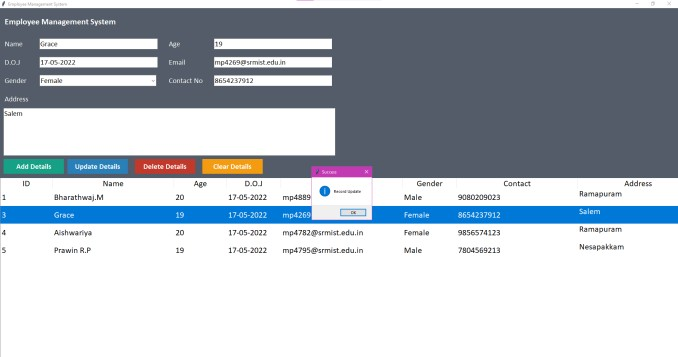 Employee Management System
Employee Management System
Name Grace Age 19
D.O.J 17-05-2022 Email mp4269@srmist.edu.in
Gender Female Contact No 8654237912
Address
Salem
Add Details Update Details Delete Details Clear Details
Success
Record Update
OK
ID Name Age D.O.J Gender Contact Address
1 Bharathwaj.M 20 17-05-2022 mp4889 Male 9080209023 Ramapuram
3 Grace 19 17-05-2022 mp4269 Female 8654237912 Salem
4 Aishwariya 20 17-05-2022 mp4782@srmist.edu.in Female 9856574123 Ramapuram
5 Prawin R.P 19 17-05-2022 mp4795@srmist.edu.in Male 7804569213 Nesapakkam